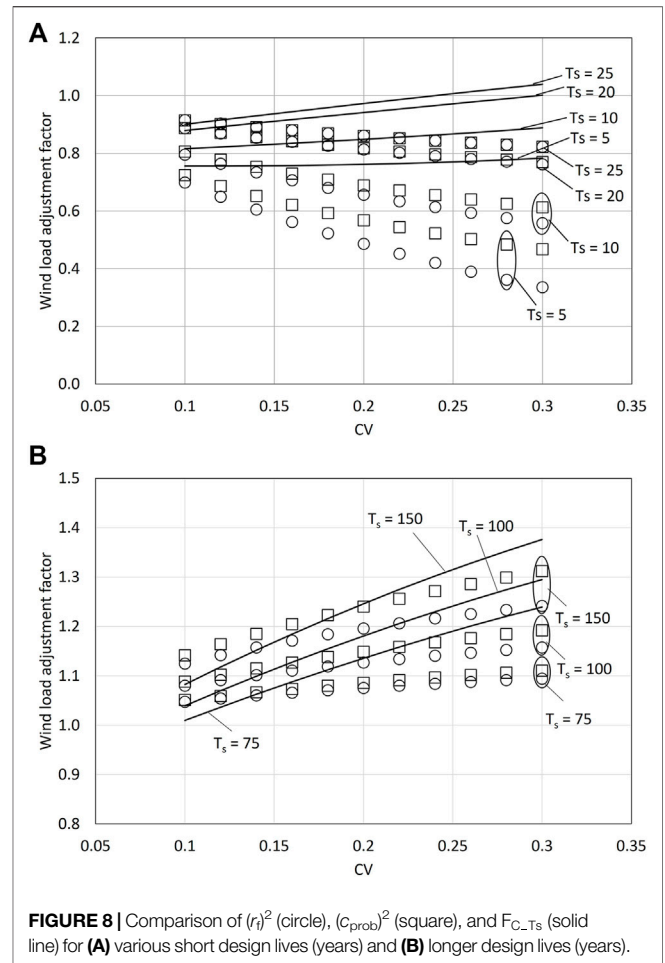 A
1.2
1.0
0.8
0.6
0.4
0.2
0.0
Wind load adjustment factor
Ts = 25
Ts = 20
Ts = 10
Ts = 5
Ts = 25
Ts = 20
Ts = 10
Ts = 5
0.05
0.1
0.15
0.2
0.25
0.3
0.35
CV
B
1.5
1.4
1.3
1.2
1.1
1.0
0.9
0.8
Wind load adjustment factor
Ts = 150
Ts = 100
Ts = 150
Ts = 100
Ts = 75
Ts = 75
0.05
0.1
0.15
0.2
0.25
0.3
0.35
CV
FIGURE 8 | Comparison of (rf)² (circle), (cprob)² (square), and FC_Ts (solid
line) for (A) various short design lives (years) and (B) longer design lives (years).